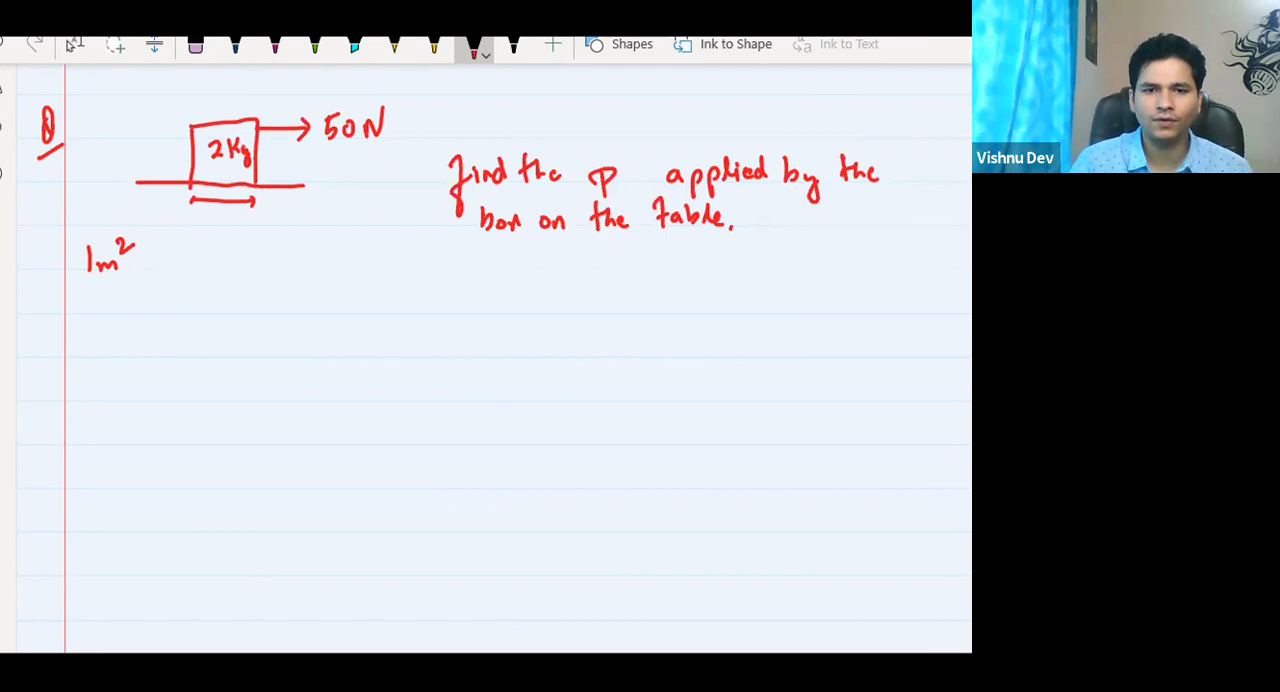 Shapes
Ink to Shape
Ink to Text
Q
2Kg
50N
find the P applied by the
box on the table.
1m²
Vishnu Dev